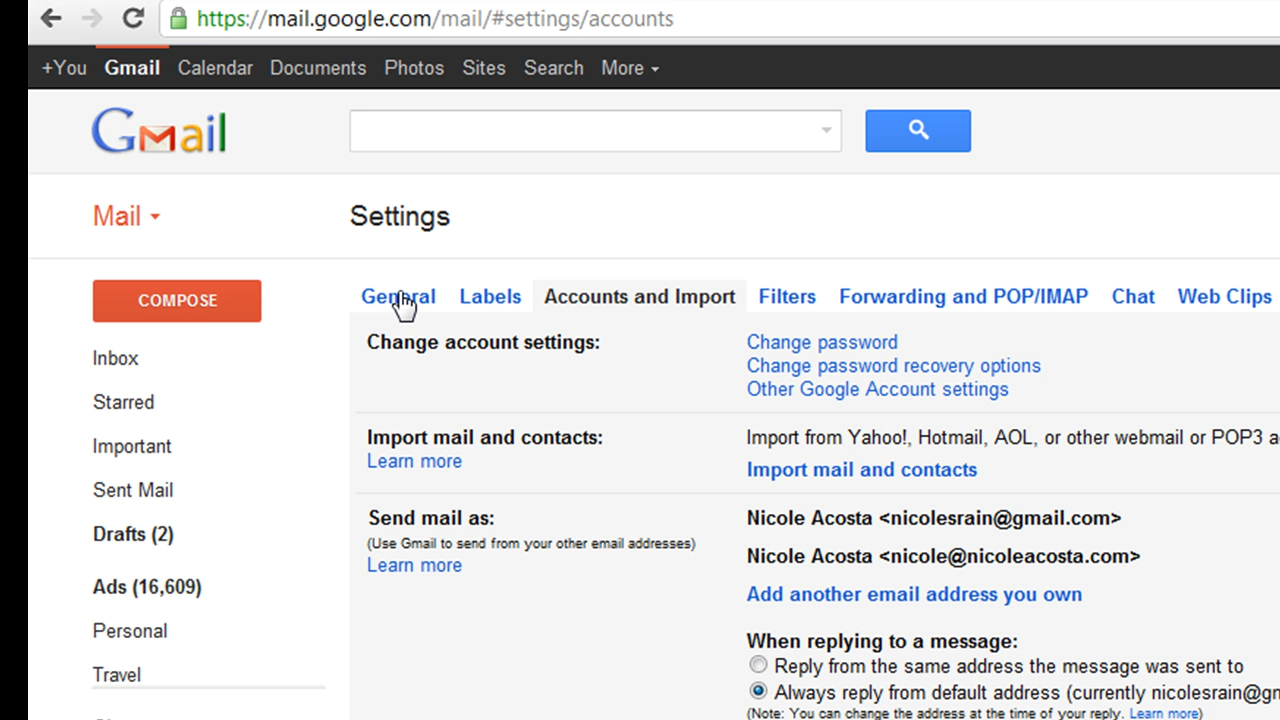 https://mail.google.com/mail/#settings/accounts
+You Gmail Calendar Documents Photos Sites Search More
Gmail
Mail
Settings
COMPOSE
General Labels Accounts and Import Filters Forwarding and POP/IMAP Chat Web Clips
Inbox
Starred
Important
Sent Mail
Drafts (2)
Ads (16,609)
Personal
Travel
Change account settings:
Change password
Change password recovery options
Other Google Account settings
Import mail and contacts:
Learn more
Import from Yahoo!, Hotmail, AOL, or other webmail or POP3 a
Import mail and contacts
Send mail as:
(Use Gmail to send from your other email addresses)
Learn more
Nicole Acosta <nicolesrain@gmail.com>
Nicole Acosta <nicole@nicoleacosta.com>
Add another email address you own
When replying to a message:
Reply from the same address the message was sent to
Always reply from default address (currently nicolesrain@gm
(Note: You can change the address at the time of your reply. Learn more)